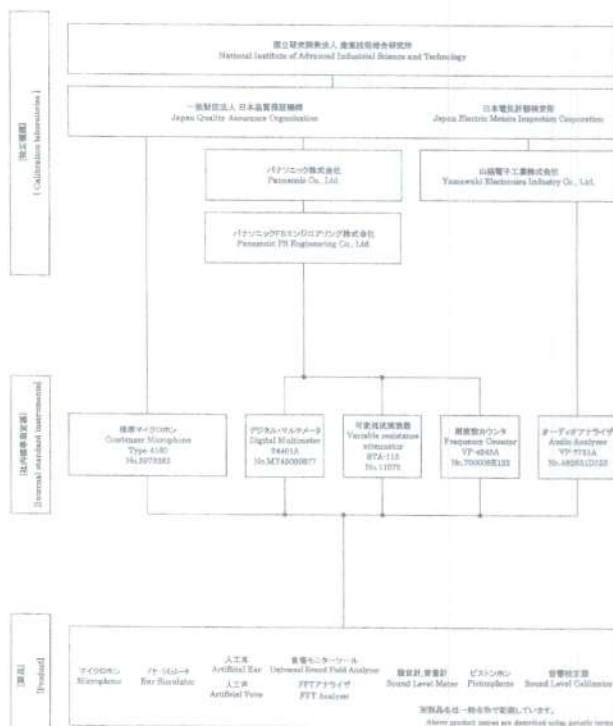 国立研究開発法人 産業技術総合研究所
National Institute of Advanced Industrial Science and Technology
一般財団法人 日本品質保証機構
Japan Quality Assurance Organization
日本電気計器検定所
Japan Electric Meters Inspection Corporation
[校正機関]
[Calibration laboratories]
パナソニック株式会社
Panasonic Co., Ltd.
山脇電子工業株式会社
Yamawaki Electronics Industry Co., Ltd.
パナソニックFSエンジニアリング株式会社
Panasonic FS Engineering Co., Ltd.
[社内標準測定器]
[Journal standard instruments]
標準マイクロホン
Condenser Microphone
Type 4180
デジタル・マルチメータ
Digital Multimeter
34401A
可変抵抗減衰器
Variable resistance
attenuator
周波数カウンタ
Frequency Counter
オーディオアナライザ
Audio Analyzer
[製品]
[Product]
マイクロホン
Microphone
イヤ・シミュレータ
Ear Simulator
人工耳
Artificial Ear
人工声
Artificial Voice
音場モニターツール
Universal Sound Field Analyser
FFTアナライザ
FFT Analyser
騒音計,音量計
Sound Level Meter
ピストンホン
Pistonphone
音響校正器
Sound Level Calibrator
製品名は一般名称で記載しています。
Above product names are described using generic terms